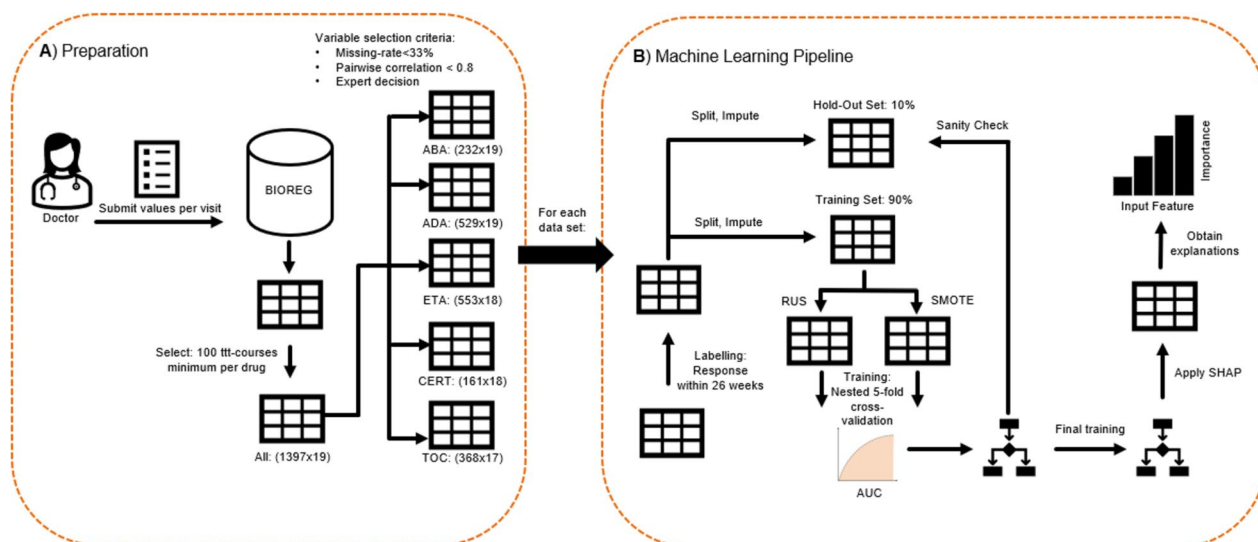 A) Preparation
Variable selection criteria:
• Missing-rate<33%
• Pairwise correlation < 0.8
• Expert decision
Doctor
Submit values per visit
BIOREG
Select: 100 ttt-courses
minimum per drug
All: (1397x19)
ABA: (232x19)
ADA: (529x19)
ETA: (553x18)
CERT: (161x18)
TOC: (368x17)
For each
data set:
B) Machine Learning Pipeline
Split, Impute
Hold-Out Set: 10%
Sanity Check
Split, Impute
Training Set: 90%
RUS
SMOTE
Labelling:
Response
within 26 weeks
Training:
Nested 5-fold
cross-
validation
AUC
Final training
Apply SHAP
Obtain
explanations
Input Feature
Importance